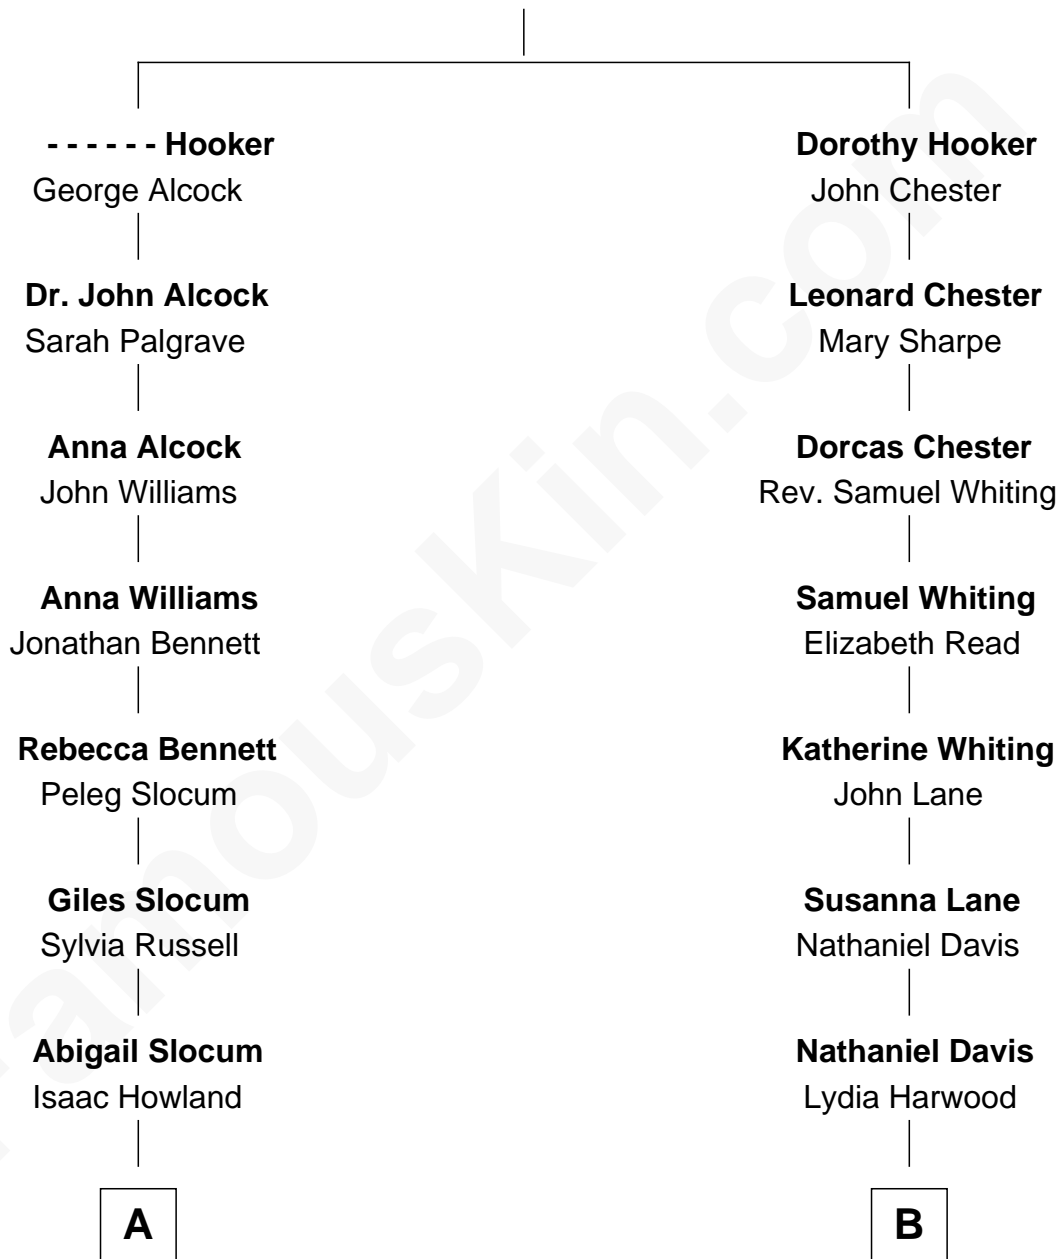 - - - - - - Hooker
George Alcock
Dr. John Alcock
Sarah Palgrave
Anna Alcock
John Williams
Anna Williams
Jonathan Bennett
Rebecca Bennett
Peleg Slocum
Giles Slocum
Sylvia Russell
Abigail Slocum
Isaac Howland
A
Dorothy Hooker
John Chester
Leonard Chester
Mary Sharpe
Dorcas Chester
Rev. Samuel Whiting
Samuel Whiting
Elizabeth Read
Katherine Whiting
John Lane
Susanna Lane
Nathaniel Davis
Nathaniel Davis
Lydia Harwood
B
FamousKin.com